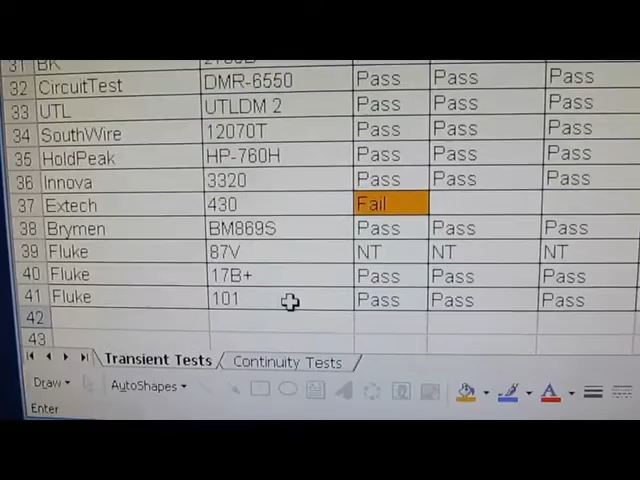 31 BK
32 CircuitTest DMR-6550 Pass Pass Pass
33 UTL UTLDM 2 Pass Pass Pass
34 SouthWire 12070T Pass Pass Pass
35 HoldPeak HP-760H Pass Pass Pass
36 Innova 3320 Pass Pass Pass
37 Extech 430 Fail
38 Brymen BM869S Pass Pass Pass
39 Fluke 87V NT NT NT
40 Fluke 17B+ Pass Pass Pass
41 Fluke 101 Pass Pass Pass
42
43
Transient Tests Continuity Tests
Draw AutoShapes
Enter